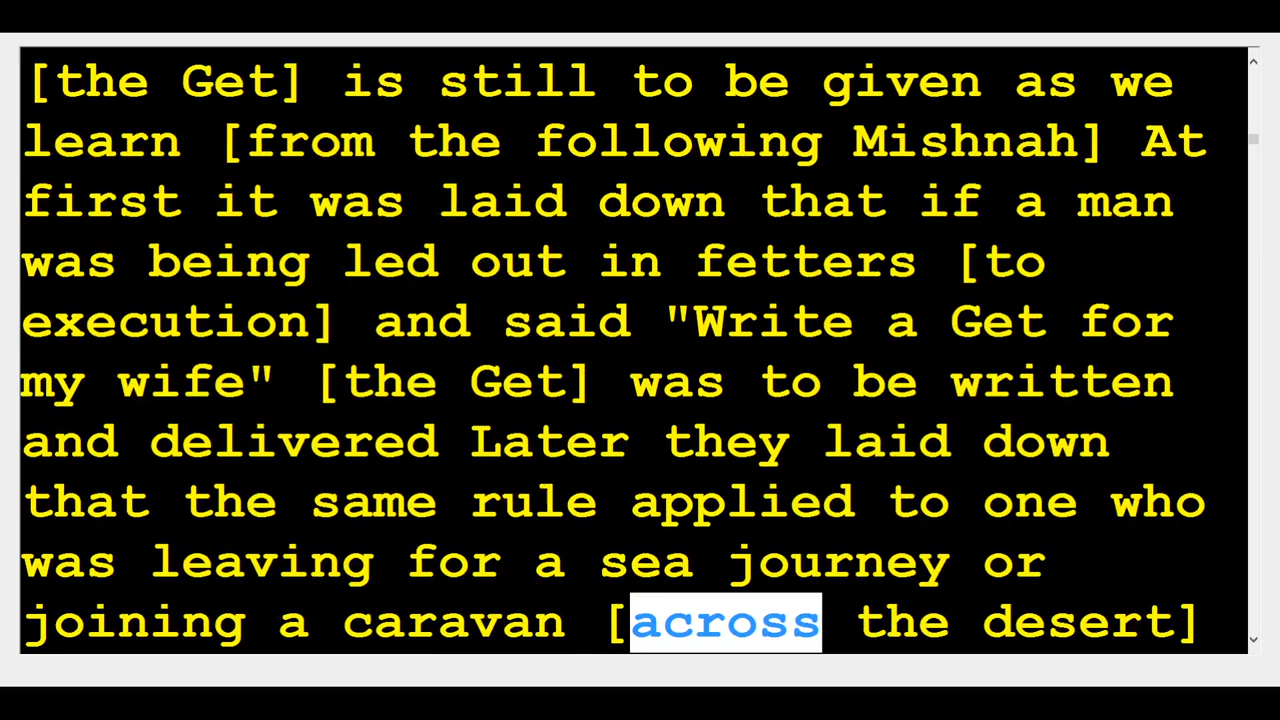 [the Get] is still to be given as we
learn [from the following Mishnah] At
first it was laid down that if a man
was being led out in fetters [to
execution] and said "Write a Get for
my wife" [the Get] was to be written
and delivered Later they laid down
that the same rule applied to one who
was leaving for a sea journey or
joining a caravan [across the desert]